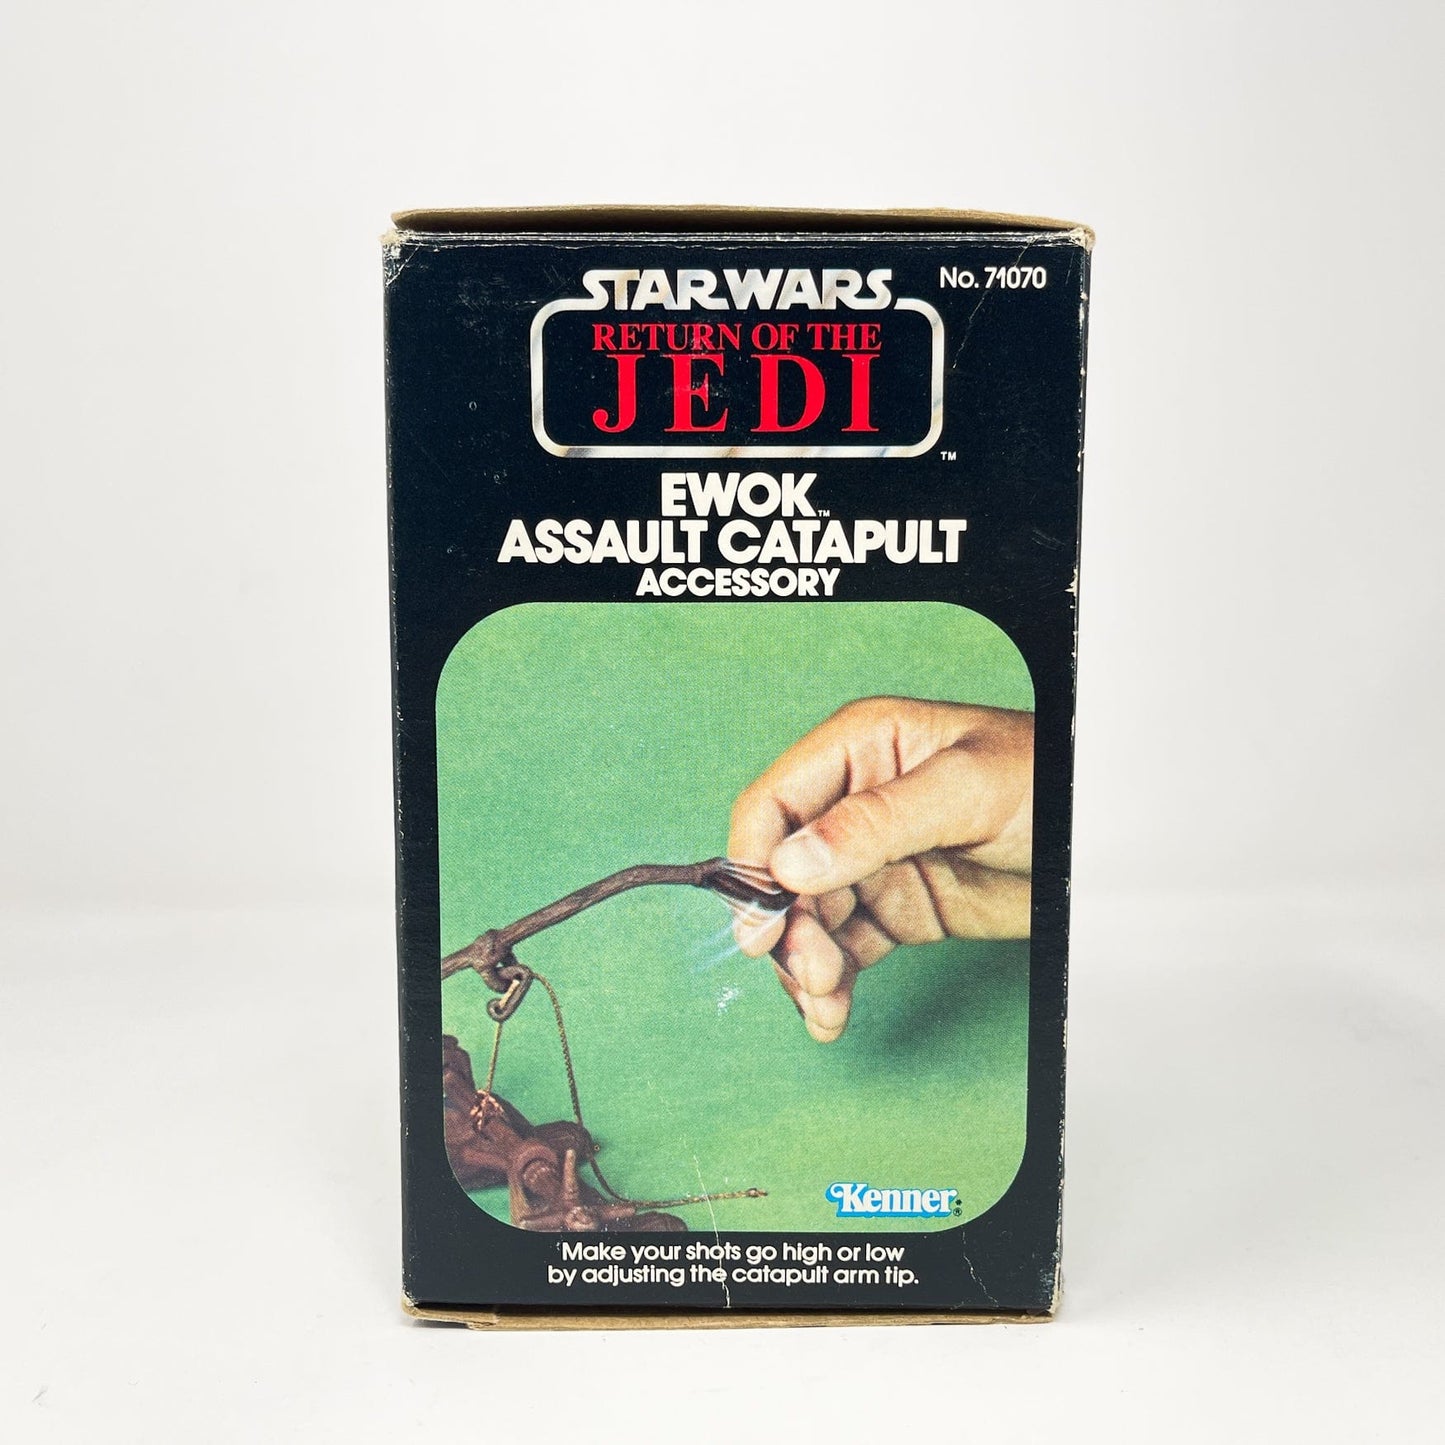 STAR WARS
No. 71070
RETURN OF THE
JEDI
TM
EWOK™
ASSAULT CATAPULT
ACCESSORY
Kenner®
Make your shots go high or low
by adjusting the catapult arm tip.